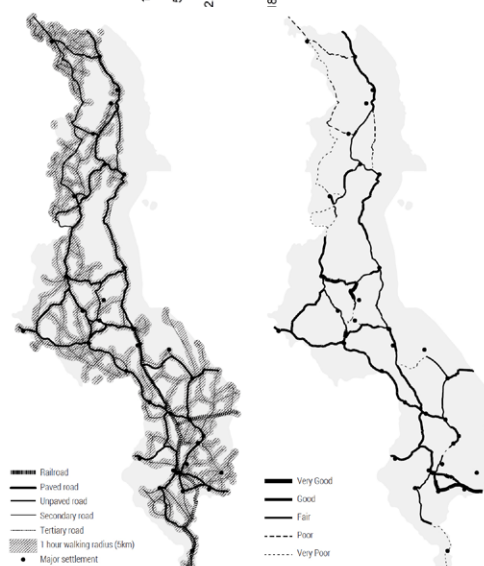 Railroad
Paved road
Unpaved road
Secondary road
Tertiary road
1 hour walking radius (5km)
Major settlement
Very Good
Good
Fair
Poor
Very Poor